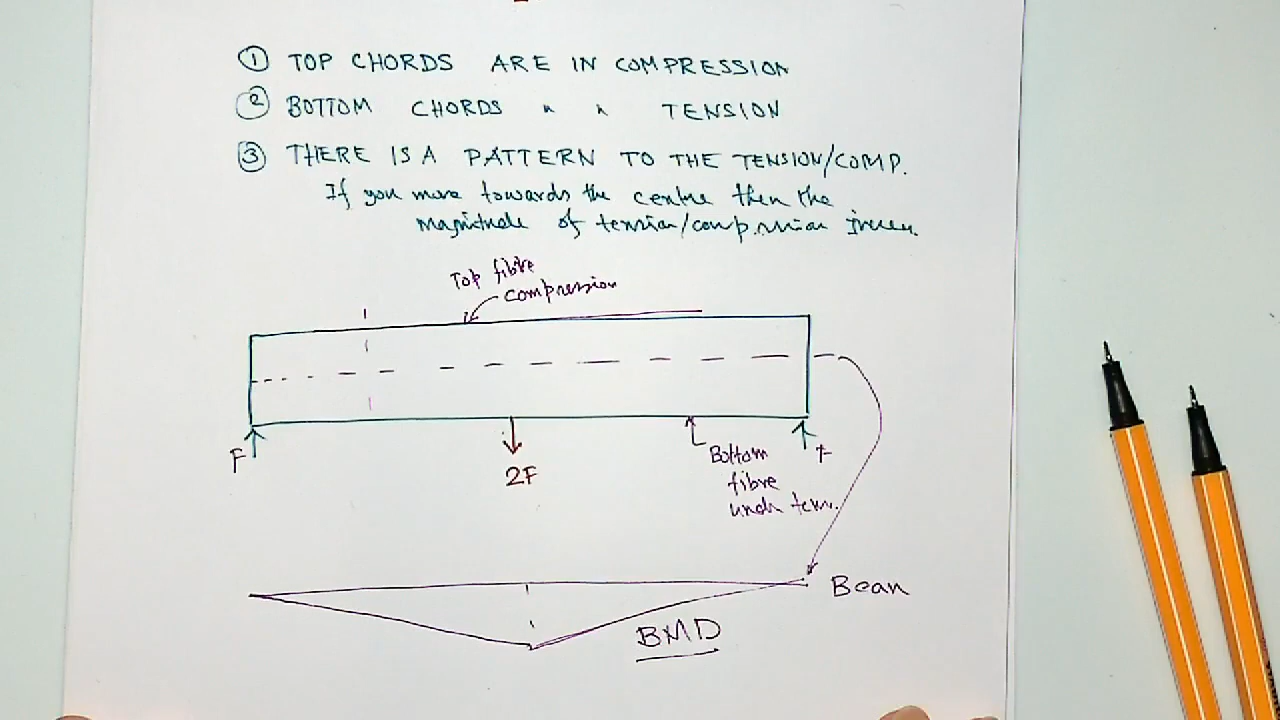 ① TOP CHORDS ARE IN COMPRESSION
② BOTTOM CHORDS " " TENSION
③ THERE IS A PATTERN TO THE TENSION/COMP.
If you move towards the centre then the
magnitude of tension/compression
Top fibre
compression
F
2F
F
Bottom
fibre
under
Beam
BMD